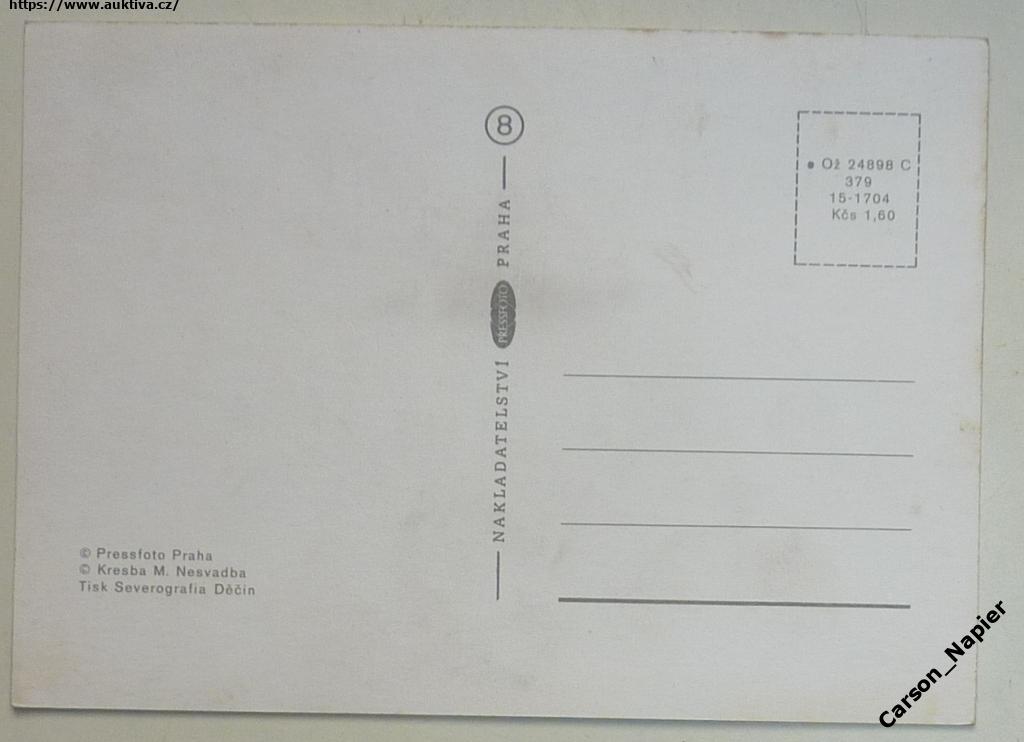 https://www.auktiva.cz/
8
NAKLADATELSTVÍ PRESSFOTO PRAHA
• Ož 24898 C
379
15-1704
Kčs 1,60
© Pressfoto Praha
© Kresba M. Nesvadba
Tisk Severografia Děčín
Carson_Napier